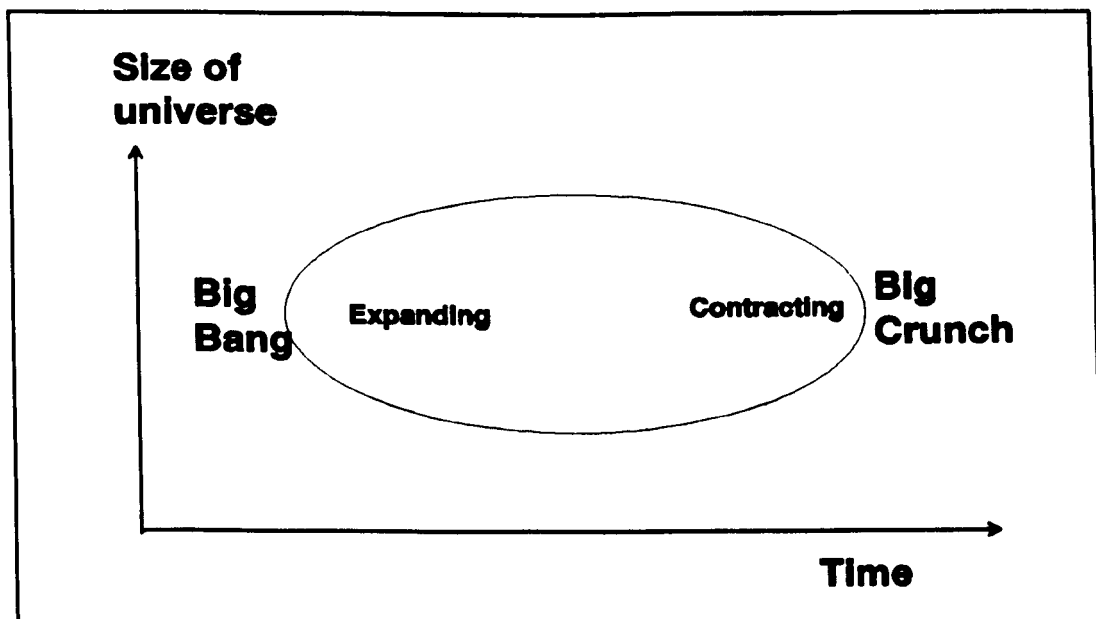 Size of
universe
Big
Bang
Expanding
Contracting
Big
Crunch
Time